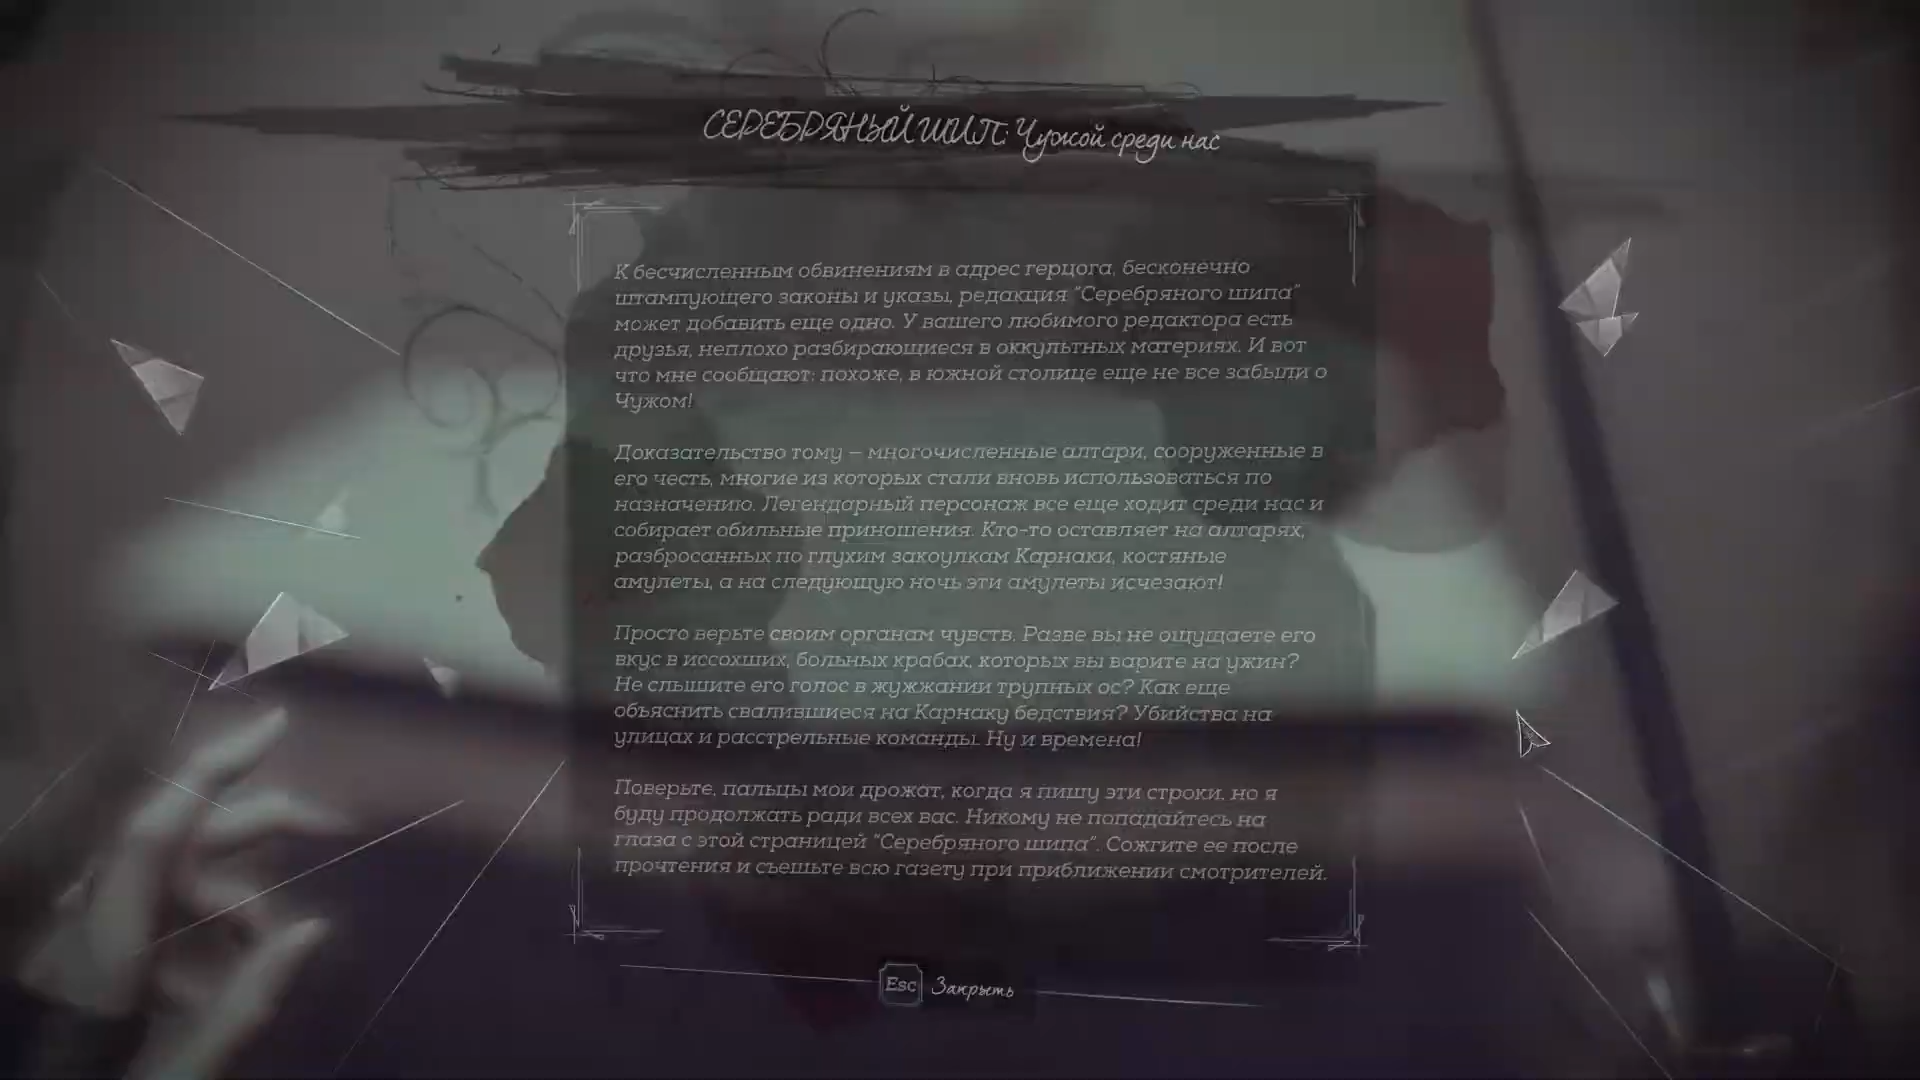 СЕРЕБРЯНЫЙ ШИП: Чужой среди нас
К бесчисленным обвинениям в адрес герцога, бесконечно
штампующего законы и указы, редакция "Серебряного шипа"
может добавить еще одно. У вашего любимого редактора есть
друзья, неплохо разбирающиеся в оккультных материях. И вот
что мне сообщают: похоже, в южной столице еще не все забыли о
Чужом!
Доказательство тому – многочисленные алтари, сооруженные в
его честь, многие из которых стали вновь использоваться по
назначению. Легендарный персонаж все еще ходит среди нас и
собирает обильные приношения. Кто-то оставляет на алтарях,
разбросанных по глухим закоулкам Карнаки, костяные
амулеты, а на следующую ночь эти амулеты исчезают!
Просто верьте своим органам чувств. Разве вы не ощущаете его
вкус в иссохших, больных крабах, которых вы варите на ужин?
Не слышите его голос в жужжании трупных ос? Как еще
объяснить свалившиеся на Карнаку бедствия? Убийства на
улицах и расстрельные команды. Ну и времена!
Поверьте, пальцы мои дрожат, когда я пишу эти строки, но я
буду продолжать ради всех вас. Никому не попадайтесь на
глаза с этой страницей "Серебряного шипа". Сожгите ее после
прочтения и съешьте всю газету при приближении смотрителей.
Esc Закрыть